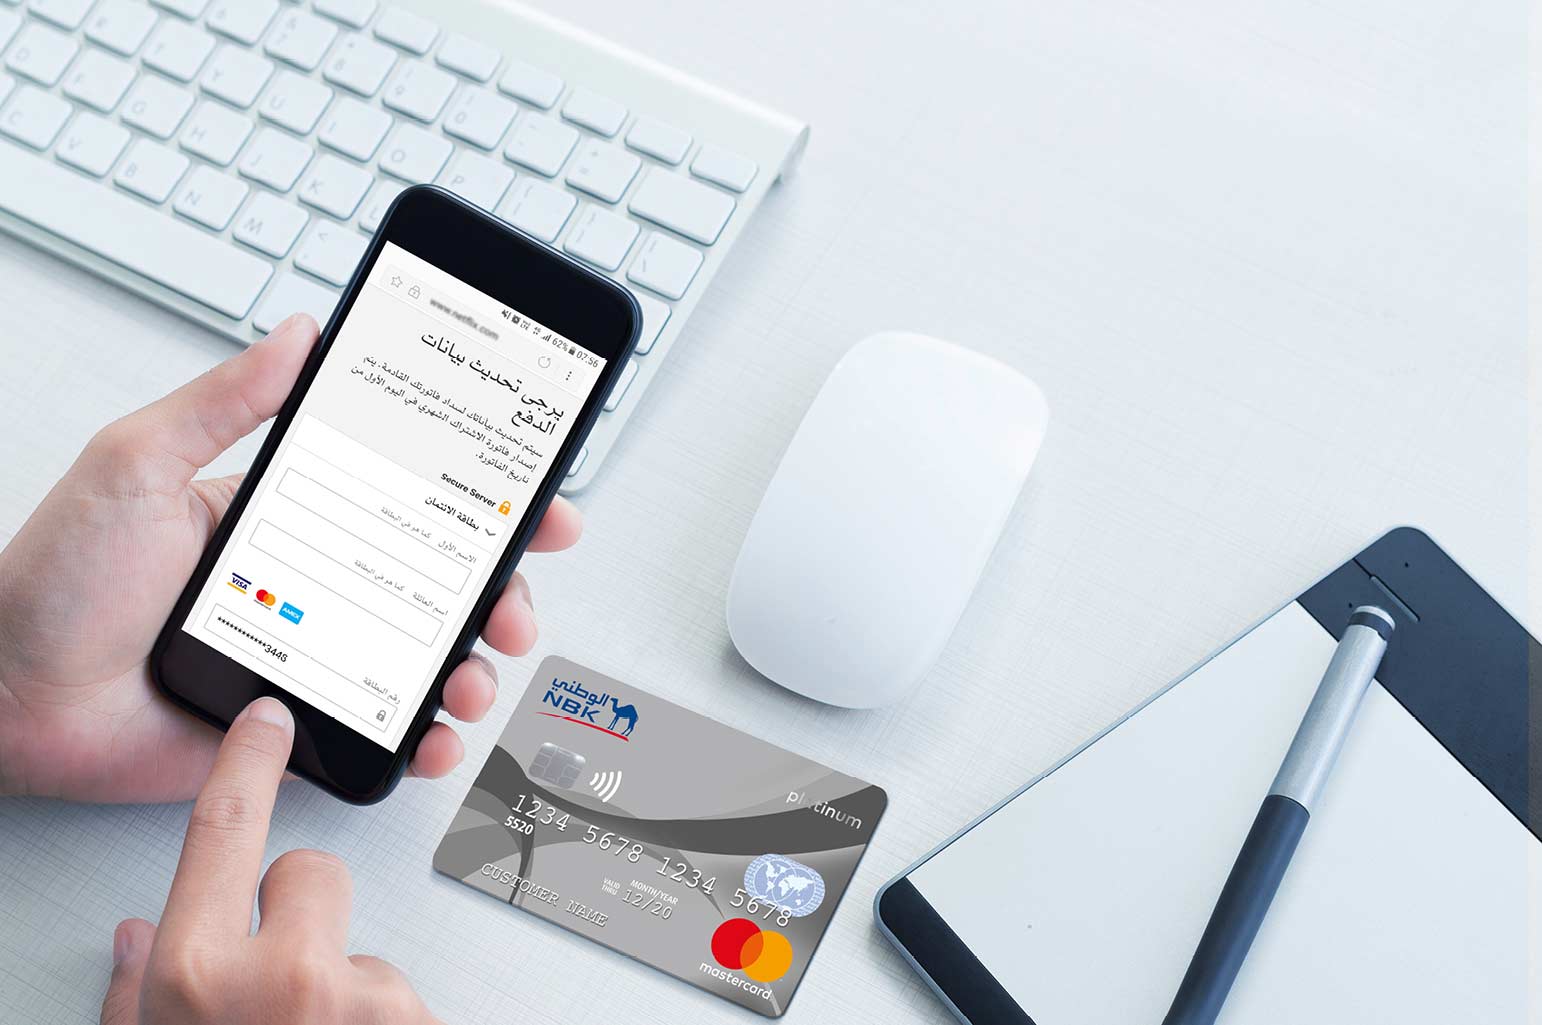 62% 07:56
www.netflix.com
يرجى تحديث بيانات
الدفع
سيتم تحديث بياناتك لسداد فاتورتك القادمة. يتم
إصدار فاتورة الاشتراك الشهري في اليوم الأول من
تاريخ الفاتورة.
Secure Server
بطاقة الائتمان
الاسم الأول كما هو في البطاقة
اسم العائلة كما هو في البطاقة
VISA
AMEX
رقم البطاقة
************3446
الوطني
NBK
platinum
1234 5678 1234 5678
5520
MONTH/YEAR
VALID
THRU
12/20
CUSTOMER NAME
mastercard